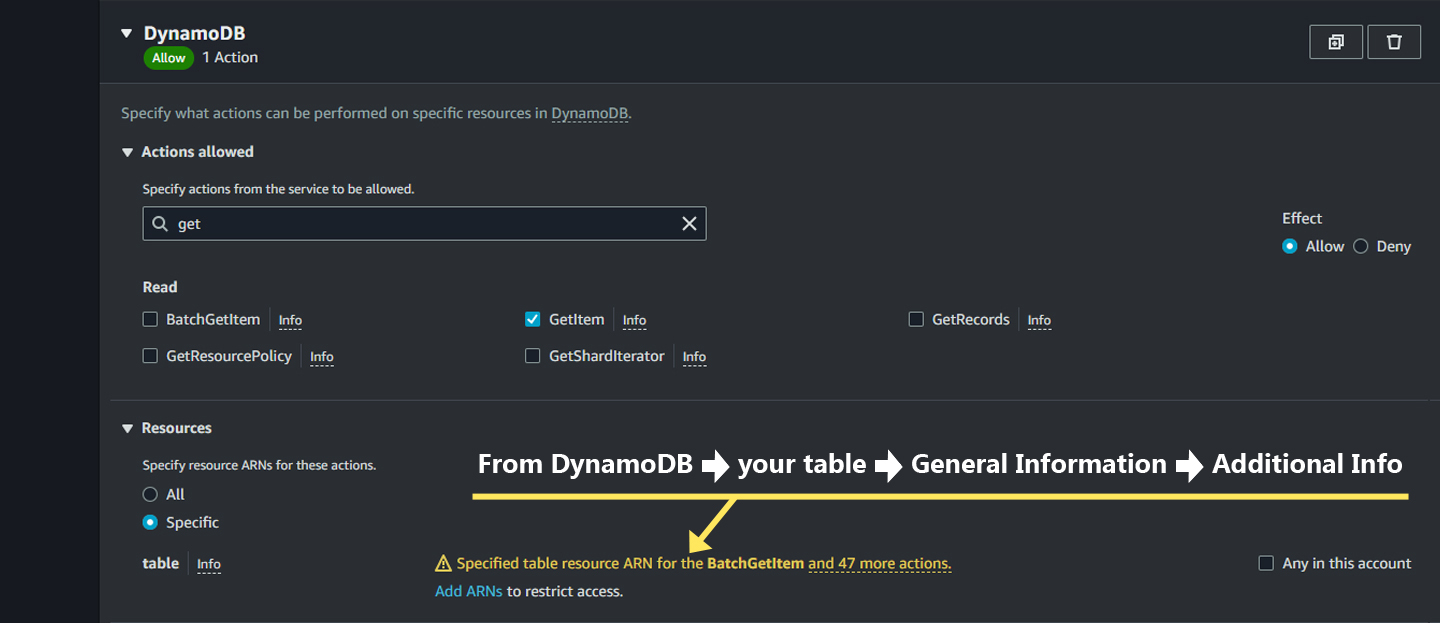 DynamoDB
Allow 1 Action
Specify what actions can be performed on specific resources in DynamoDB.
Actions allowed
Specify actions from the service to be allowed.
get
Effect
Allow Deny
Read
BatchGetItem Info GetItem Info GetRecords Info
GetResourcePolicy Info GetShardIterator Info
Resources
Specify resource ARNs for these actions.
From DynamoDB your table General Information Additional Info
All
Specific
table Info Specified table resource ARN for the BatchGetItem and 47 more actions. Any in this account
Add ARNs to restrict access.